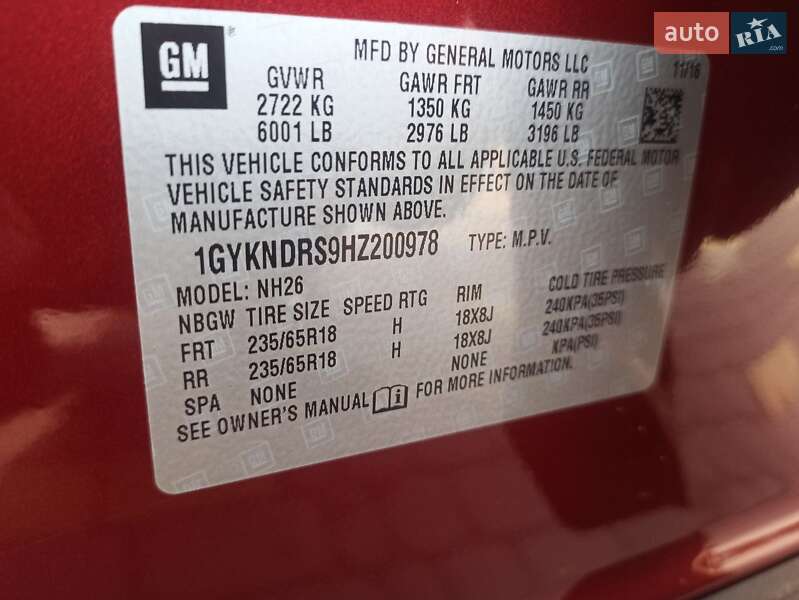 auto RIA
GM
MFD BY GENERAL MOTORS LLC 11/16
GVWR GAWR FRT GAWR RR
2722 KG 1350 KG 1450 KG
6001 LB 2976 LB 3196 LB
THIS VEHICLE CONFORMS TO ALL APPLICABLE U.S. FEDERAL MOTOR
VEHICLE SAFETY STANDARDS IN EFFECT ON THE DATE OF
MANUFACTURE SHOWN ABOVE.
1GYKNDRS9HZ200978 TYPE: M.P.V.
MODEL: NH26
NBGW TIRE SIZE SPEED RTG RIM COLD TIRE PRESSURE
FRT 235/65R18 H 18X8J 240KPA(35PSI)
RR 235/65R18 H 18X8J 240KPA(35PSI)
SPA NONE NONE KPA(PSI)
SEE OWNER'S MANUAL i FOR MORE INFORMATION.